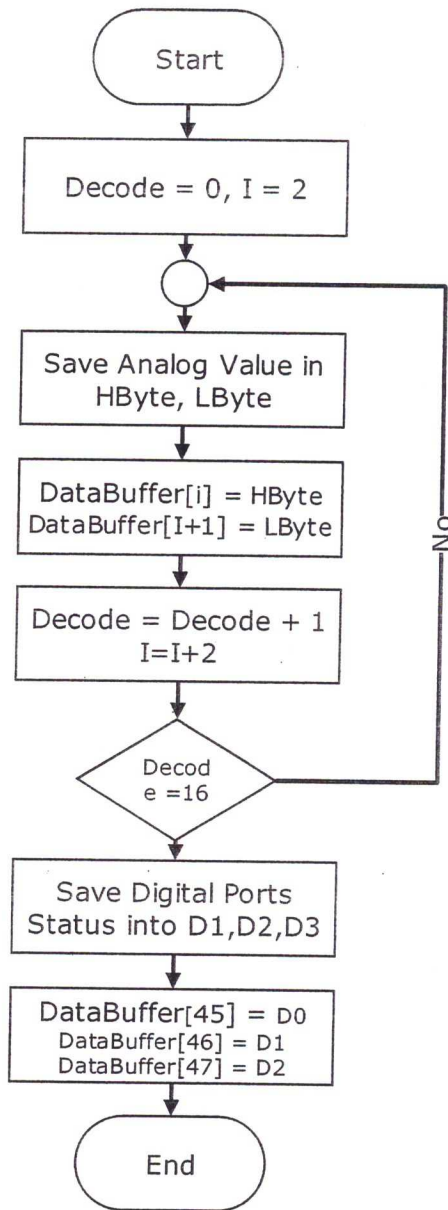 Start
Decode = 0, I = 2
Save Analog Value in
HByte, LByte
DataBuffer[i] = HByte
DataBuffer[I+1] = LByte
No
Decode = Decode + 1
I=I+2
Decod
e =16
Save Digital Ports
Status into D1,D2,D3
DataBuffer[45] = D0
DataBuffer[46] = D1
DataBuffer[47] = D2
End